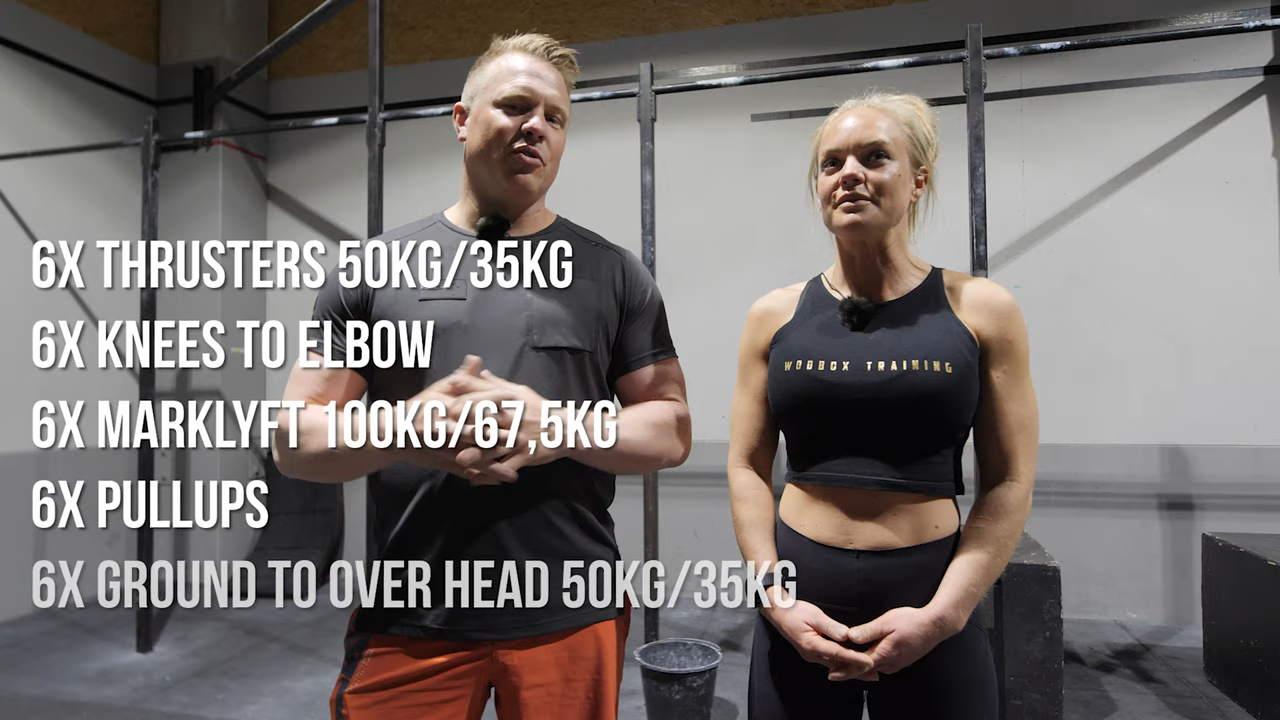 6X THRUSTERS 50KG/35KG
6X KNEES TO ELBOW
6X MARKLYFT 100KG/67,5KG
6X PULLUPS
6X GROUND TO OVER HEAD 50KG/35KG
WODBOX TRAINING